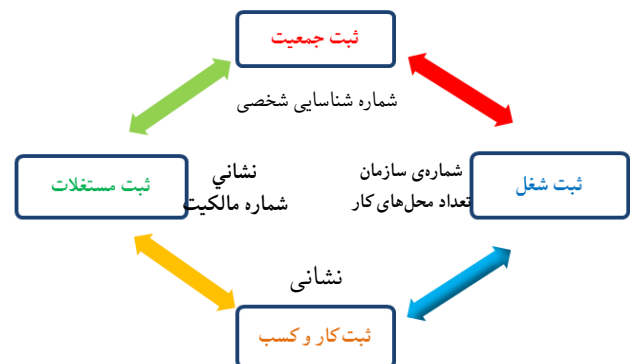 ثبت جمعیت
شماره شناسایی شخصی
ثبت شغل
شماره‌ی سازمان
تعداد محل‌های کار
نشاني
شماره مالکیت
ثبت مستغلات
نشانی
ثبت کار و کسب